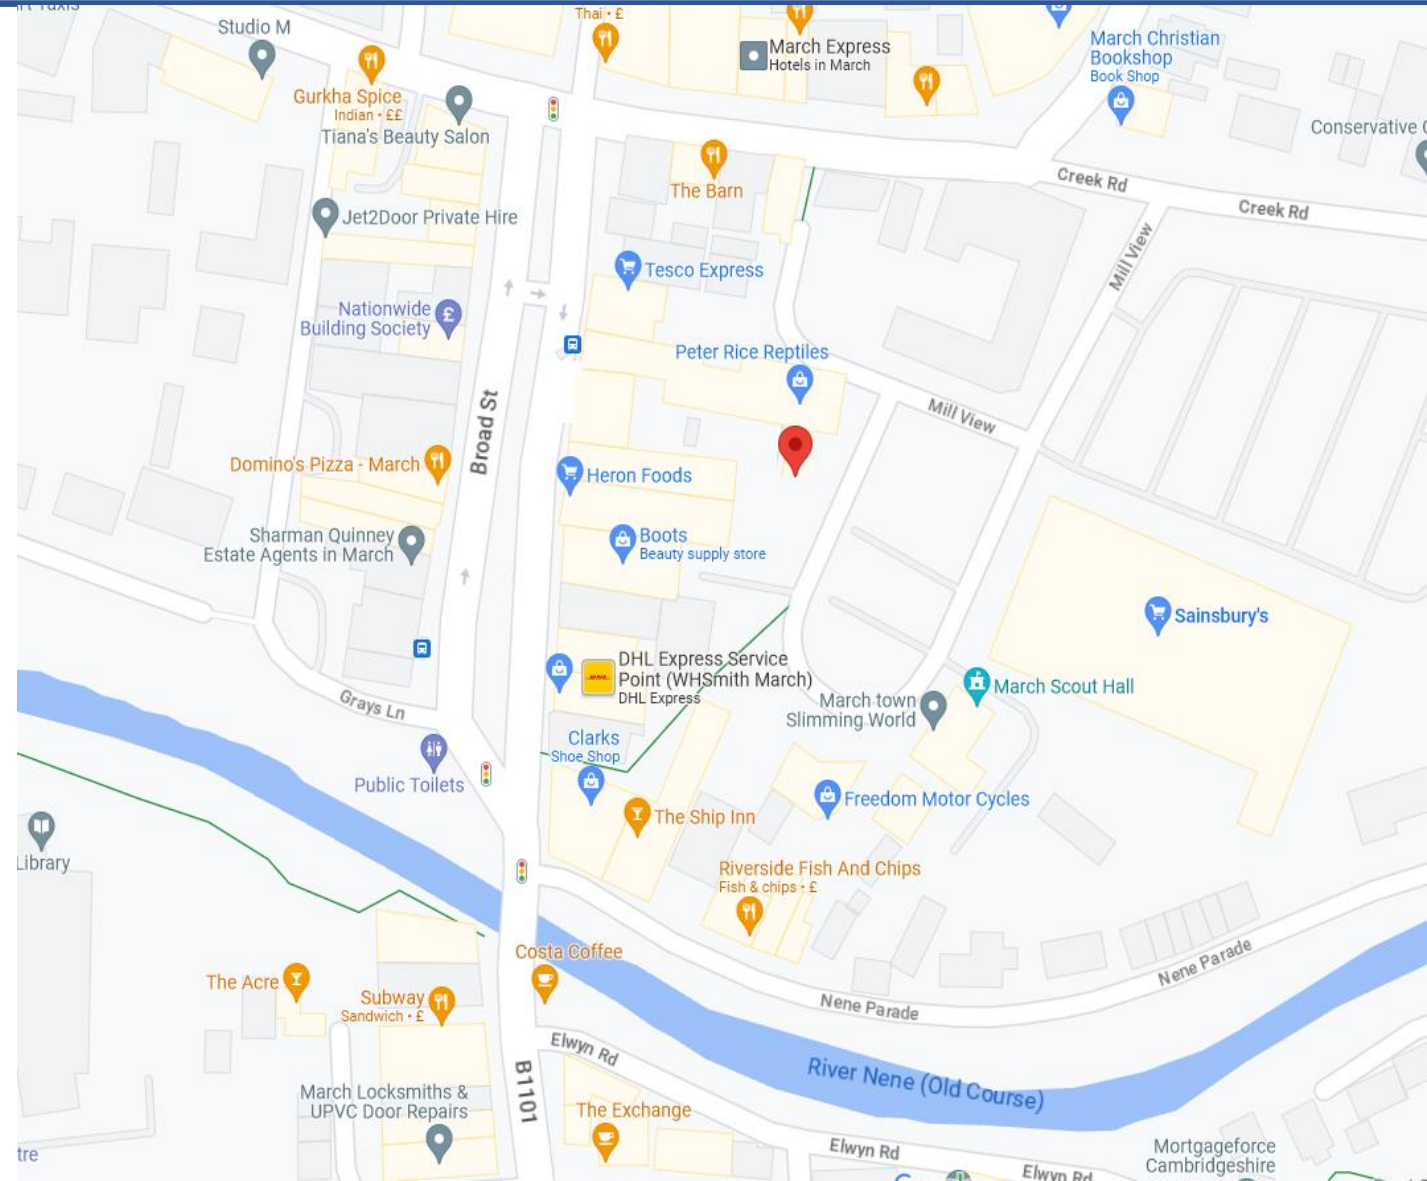 Studio M
Thai · £
March Express
Hotels in March
March Christian
Bookshop
Book Shop
Gurkha Spice
Indian · ££
Tiana's Beauty Salon
Conservative
The Barn
Creek Rd
Creek Rd
Jet2Door Private Hire
Mill View
Tesco Express
Nationwide
Building Society
Peter Rice Reptiles
Mill View
Broad St
Domino's Pizza - March
Heron Foods
Sharman Quinney
Estate Agents in March
Boots
Beauty supply store
Sainsbury's
DHL Express Service
Point (WHSmith March)
DHL Express
March Scout Hall
March town
Slimming World
Grays Ln
Clarks
Shoe Shop
Public Toilets
Freedom Motor Cycles
The Ship Inn
Library
Riverside Fish And Chips
Fish & chips · £
Costa Coffee
Nene Parade
The Acre
Subway
Sandwich · £
Nene Parade
Elwyn Rd
River Nene (Old Course)
B1101
March Locksmiths &
UPVC Door Repairs
The Exchange
Elwyn Rd
Mortgageforce
Cambridgeshire
tre
Elwyn Rd